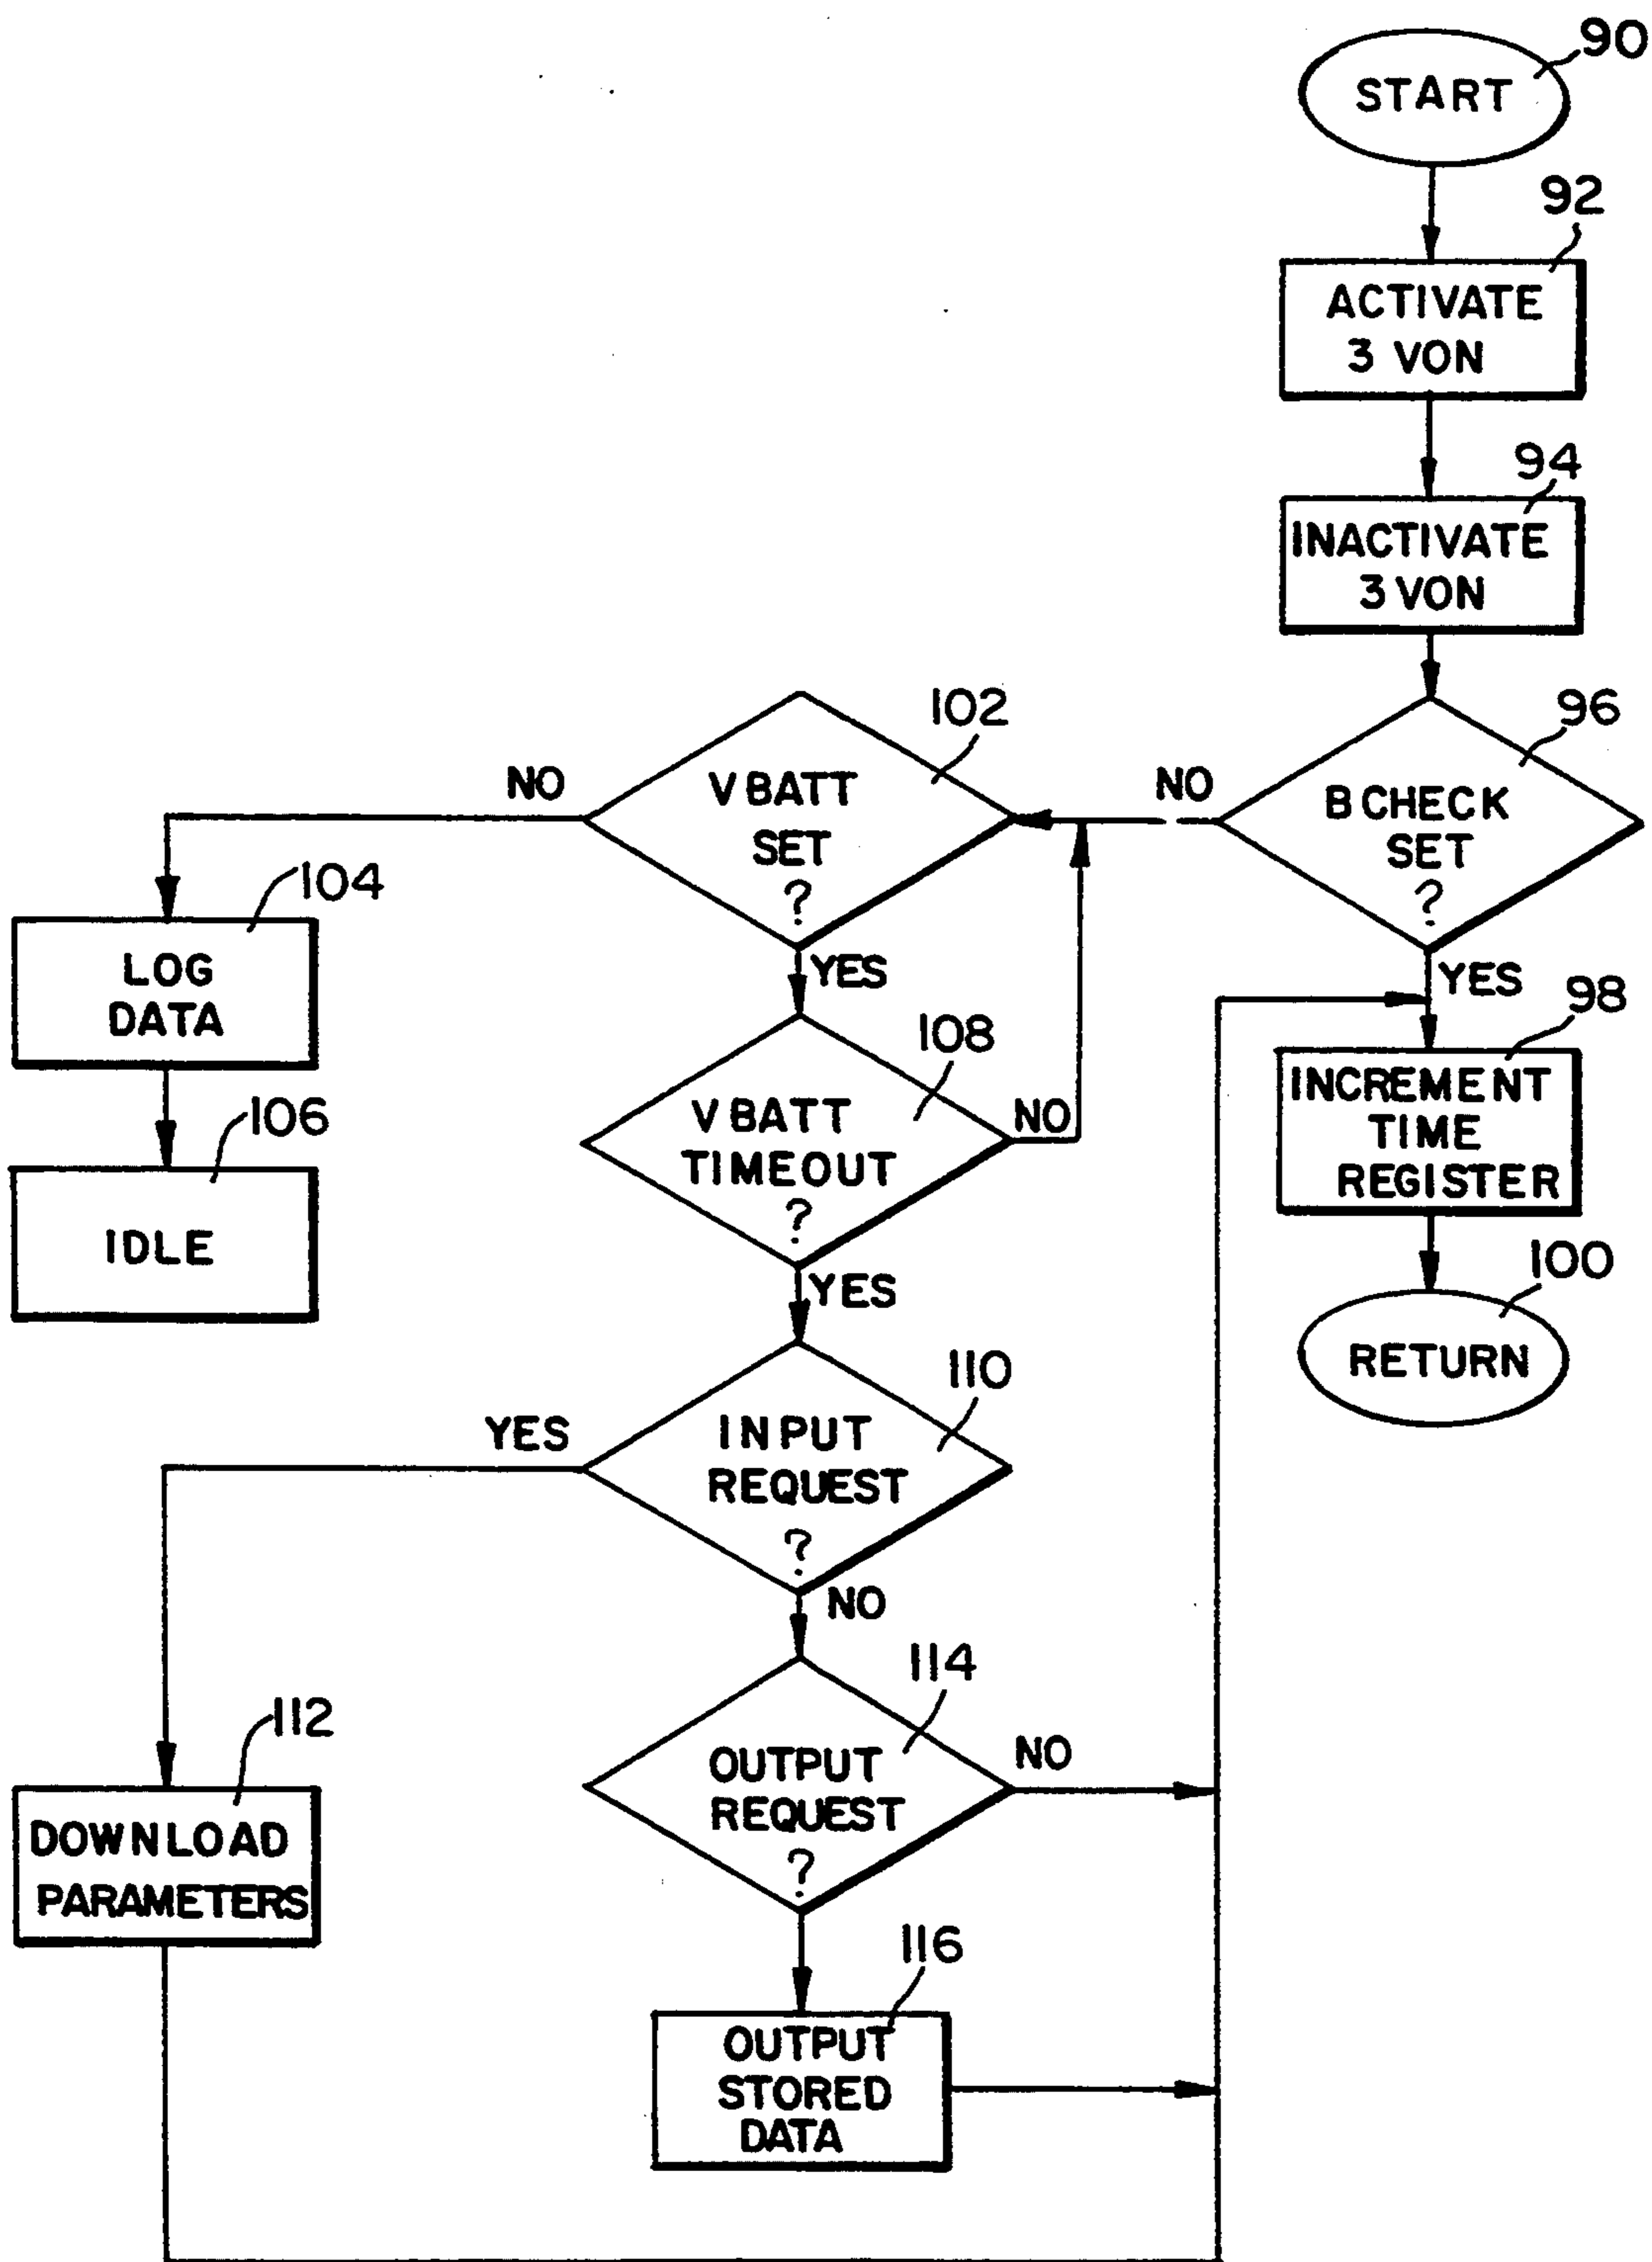 90
START
92
ACTIVATE
3 VON
94
INACTIVATE
3 VON
96
B CHECK
SET
?
NO
YES
98
INCREMENT
TIME
REGISTER
100
RETURN
102
V BATT
SET
?
NO
YES
104
LOG
DATA
106
IDLE
108
V BATT
TIMEOUT
?
NO
YES
110
INPUT
REQUEST
?
YES
NO
112
DOWNLOAD
PARAMETERS
114
OUTPUT
REQUEST
?
NO
116
OUTPUT
STORED
DATA